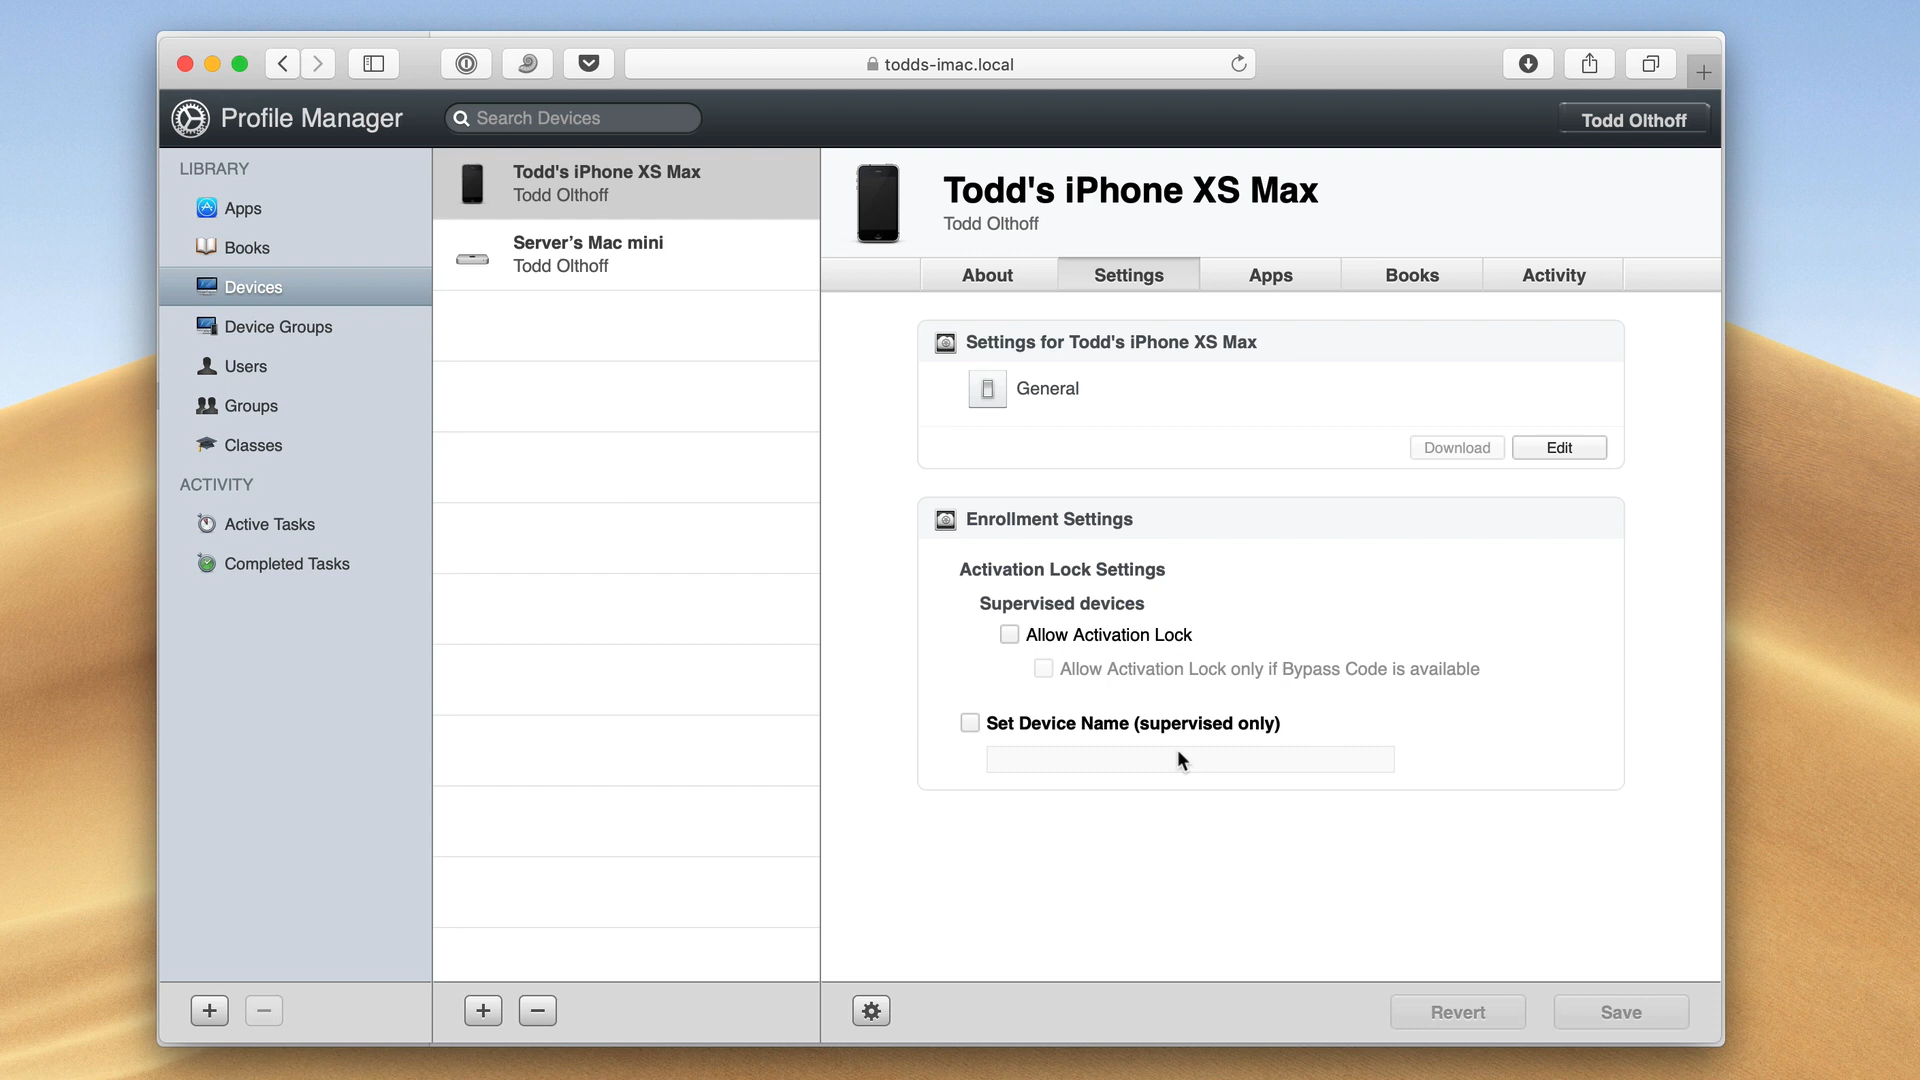 todds-imac.local
Profile Manager
Search Devices
Todd Olthoff
LIBRARY
Apps
Books
Devices
Device Groups
Users
Groups
Classes
ACTIVITY
Active Tasks
Completed Tasks
Todd's iPhone XS Max
Todd Olthoff
Server’s Mac mini
Todd Olthoff
Todd's iPhone XS Max
Todd Olthoff
About
Settings
Apps
Books
Activity
Settings for Todd's iPhone XS Max
General
Download
Edit
Enrollment Settings
Activation Lock Settings
Supervised devices
Allow Activation Lock
Allow Activation Lock only if Bypass Code is available
Set Device Name (supervised only)
Revert
Save